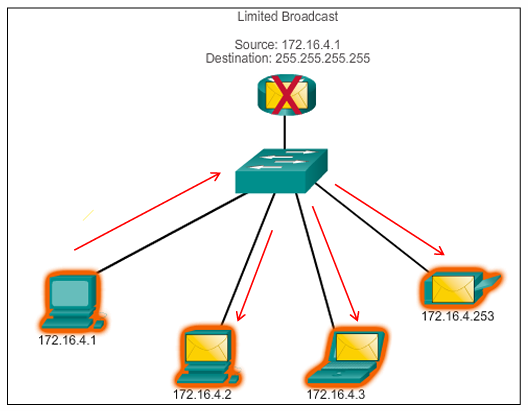 Limited Broadcast
Source: 172.16.4.1
Destination: 255.255.255.255
172.16.4.1
172.16.4.253
172.16.4.2
172.16.4.3